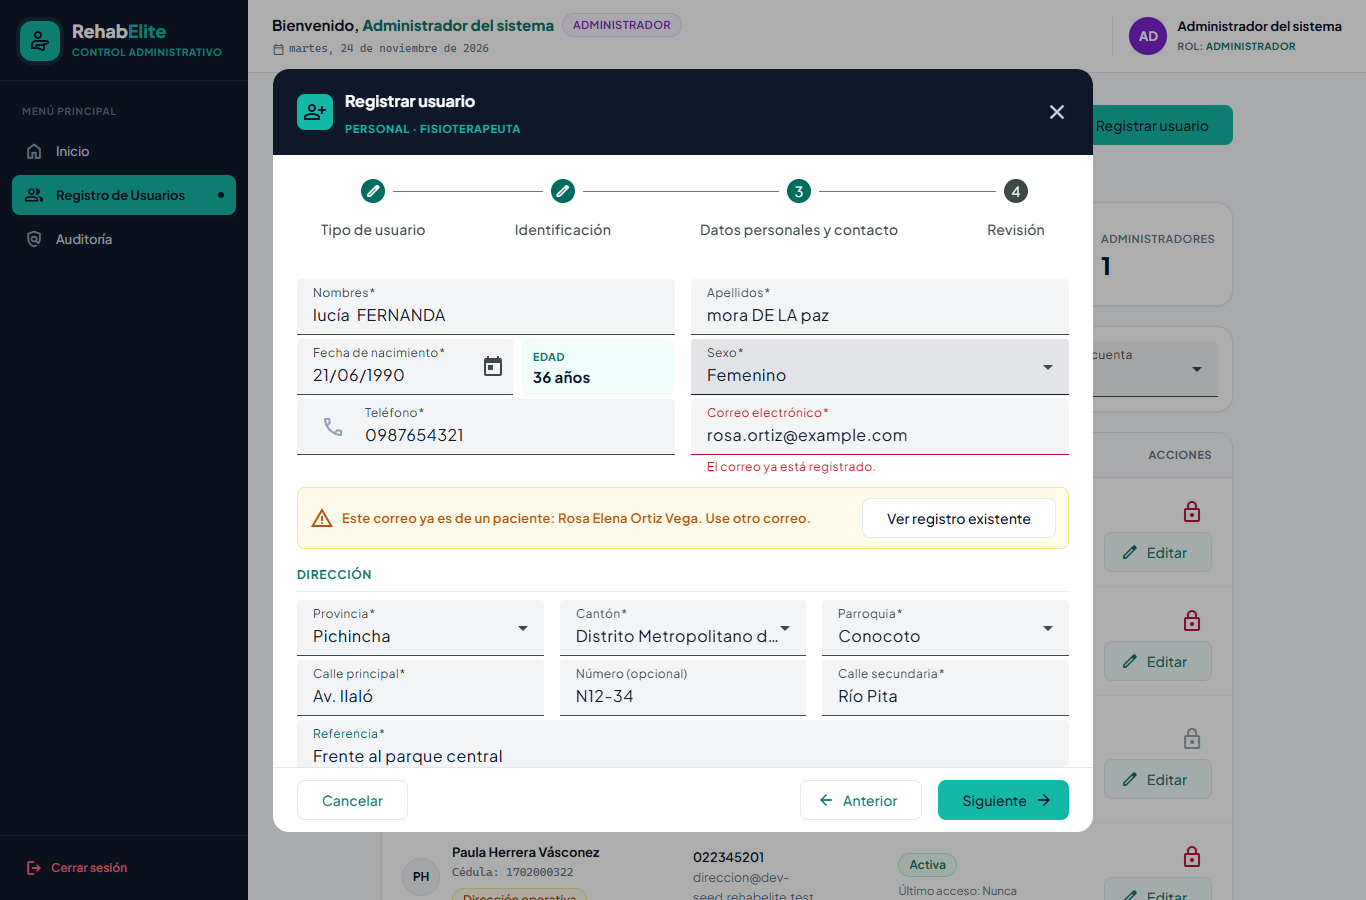 RehabElite
CONTROL ADMINISTRATIVO
MENÚ PRINCIPAL
Inicio
Registro de Usuarios
Auditoría
Cerrar sesión
Bienvenido, Administrador del sistema
ADMINISTRADOR
martes, 24 de noviembre de 2026
AD
Administrador del sistema
ROL: ADMINISTRADOR
Registrar usuario
PERSONAL · FISIOTERAPEUTA
Registrar usuario
3
4
Tipo de usuario
Identificación
Datos personales y contacto
Revisión
ADMINISTRADORES
1
Nombres*
lucía  FERNANDA
Apellidos*
mora DE LA paz
Fecha de nacimiento*
21/06/1990
EDAD
36 años
Sexo*
Femenino
cuenta
Teléfono*
0987654321
Correo electrónico*
rosa.ortiz@example.com
El correo ya está registrado.
ACCIONES
Este correo ya es de un paciente: Rosa Elena Ortiz Vega. Use otro correo.
Ver registro existente
Editar
DIRECCIÓN
Provincia*
Pichincha
Cantón*
Distrito Metropolitano d...
Parroquia*
Conocoto
Editar
Calle principal*
Av. Ilaló
Número (opcional)
N12-34
Calle secundaria*
Río Pita
Referencia*
Frente al parque central
Editar
Cancelar
Anterior
Siguiente
PH
Paula Herrera Vásconez
Cédula: 1702000322
Dirección operativa
022345201
direccion@dev-
seed.rehabelite.test
Activa
Último acceso: Nunca
Editar